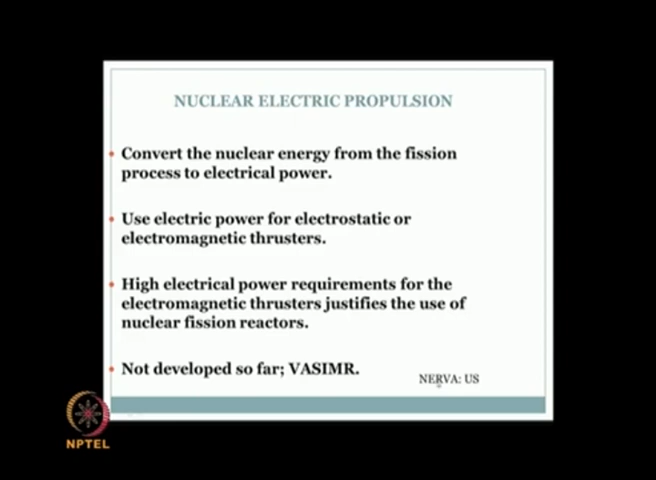 NUCLEAR ELECTRIC PROPULSION
• Convert the nuclear energy from the fission
process to electrical power.
• Use electric power for electrostatic or
electromagnetic thrusters.
• High electrical power requirements for the
electromagnetic thrusters justifies the use of
nuclear fission reactors.
• Not developed so far; VASIMR.
NERVA: US
NPTEL